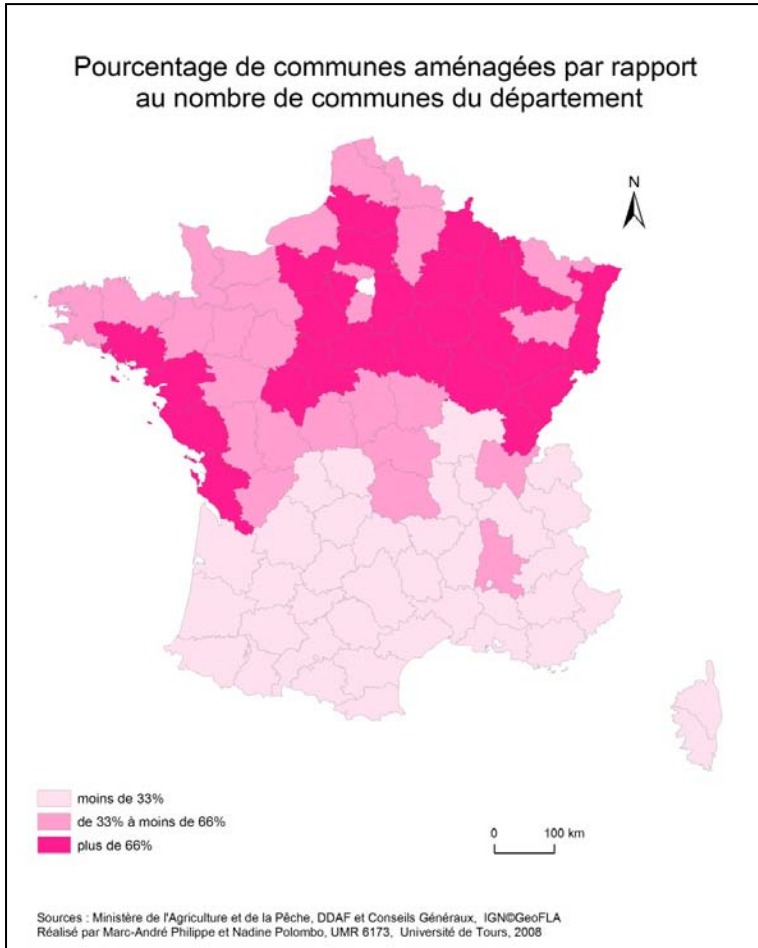 Pourcentage de communes aménagées par rapport
au nombre de communes du département
N
moins de 33%
de 33% à moins de 66%
plus de 66%
0 100 km
Sources : Ministère de l'Agriculture et de la Pêche, DDAF et Conseils Généraux, IGN©GeoFLA
Réalisé par Marc-André Philippe et Nadine Polombo, UMR 6173, Université de Tours, 2008